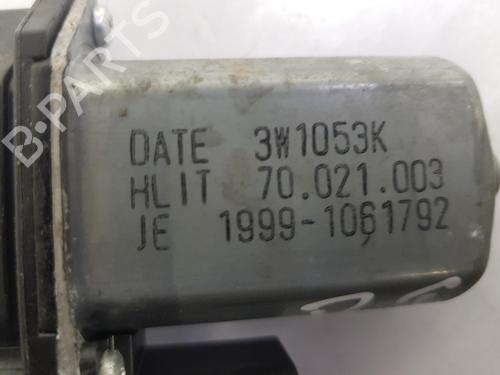 B-PARTS
DATE 3W1053K
HLIT 70.021.003
JE 1999-1061792